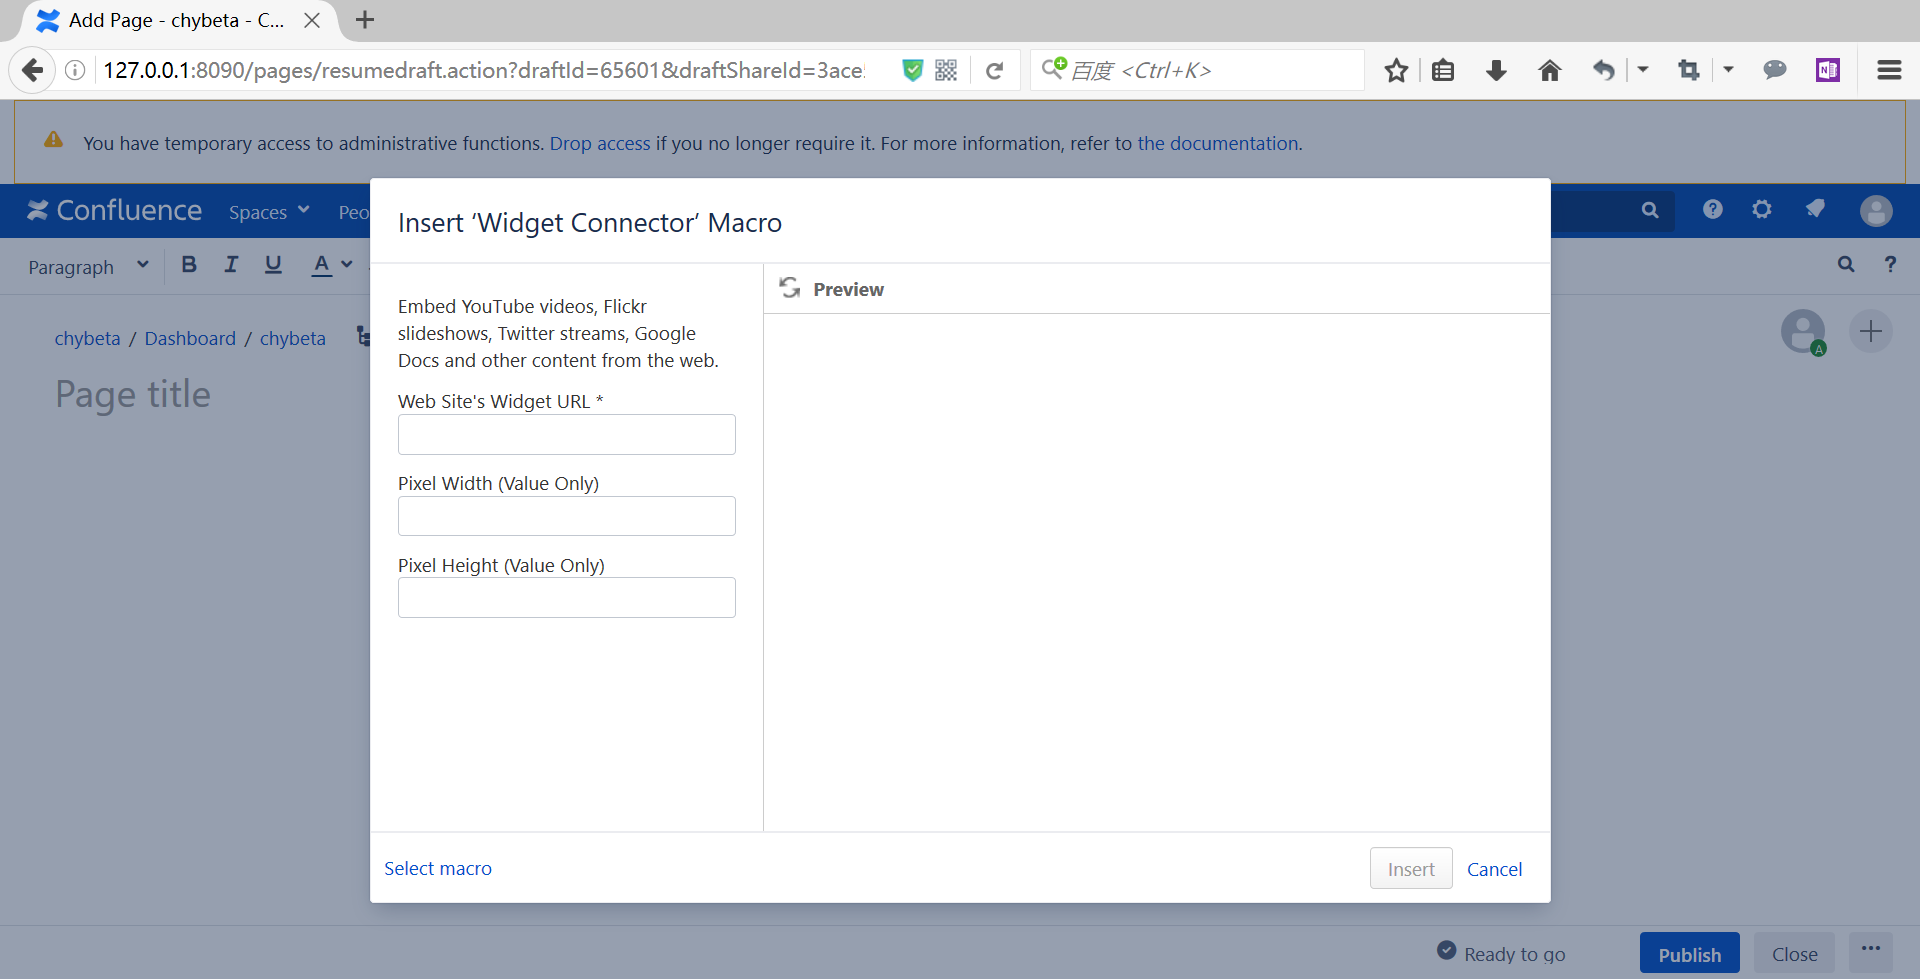 Add Page - chybeta - C...
127.0.0.1:8090/pages/resumedraft.action?draftId=65601&draftShareId=3ace
百度 <Ctrl+K>
N
You have temporary access to administrative functions. Drop access if you no longer require it. For more information, refer to the documentation.
Confluence Spaces Peo
Insert ‘Widget Connector’ Macro
Paragraph B I U A ?
Embed YouTube videos, Flickr
slideshows, Twitter streams, Google
Docs and other content from the web.
Preview
chybeta / Dashboard / chybeta
A
Page title
Web Site's Widget URL *
Pixel Width (Value Only)
Pixel Height (Value Only)
Select macro
Insert Cancel
Ready to go Publish Close ...